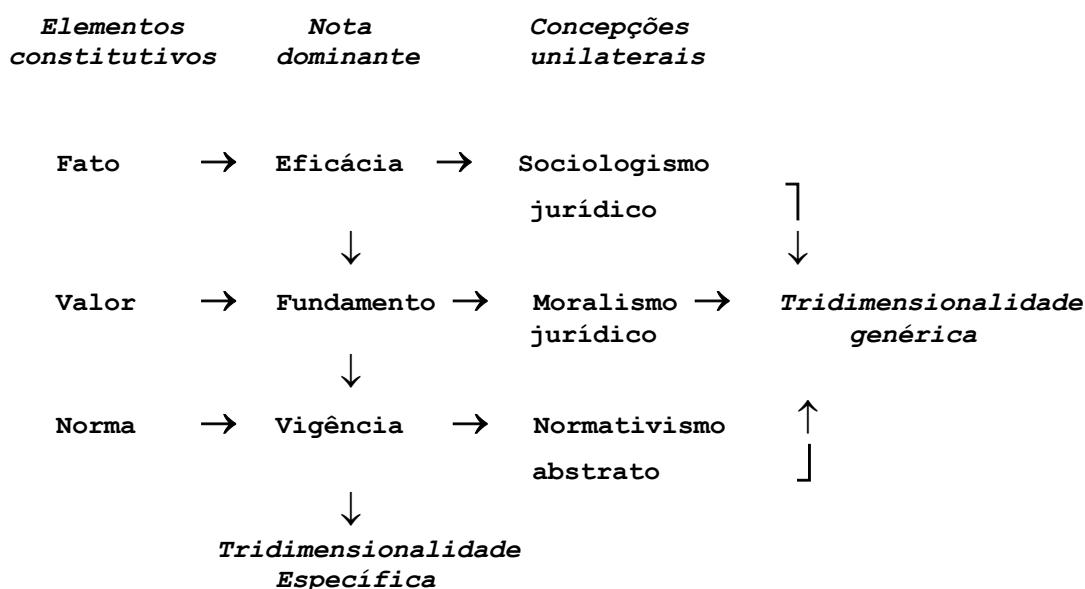 Elementos Nota Concepções
constitutivos dominante unilaterais
Fato → Eficácia → Sociologismo
jurídico
↓ ↓
Valor → Fundamento → Moralismo → Tridimensionalidade
jurídico genérica
↓
Norma → Vigência → Normativismo ↑
abstrato
↓
Tridimensionalidade
Específica